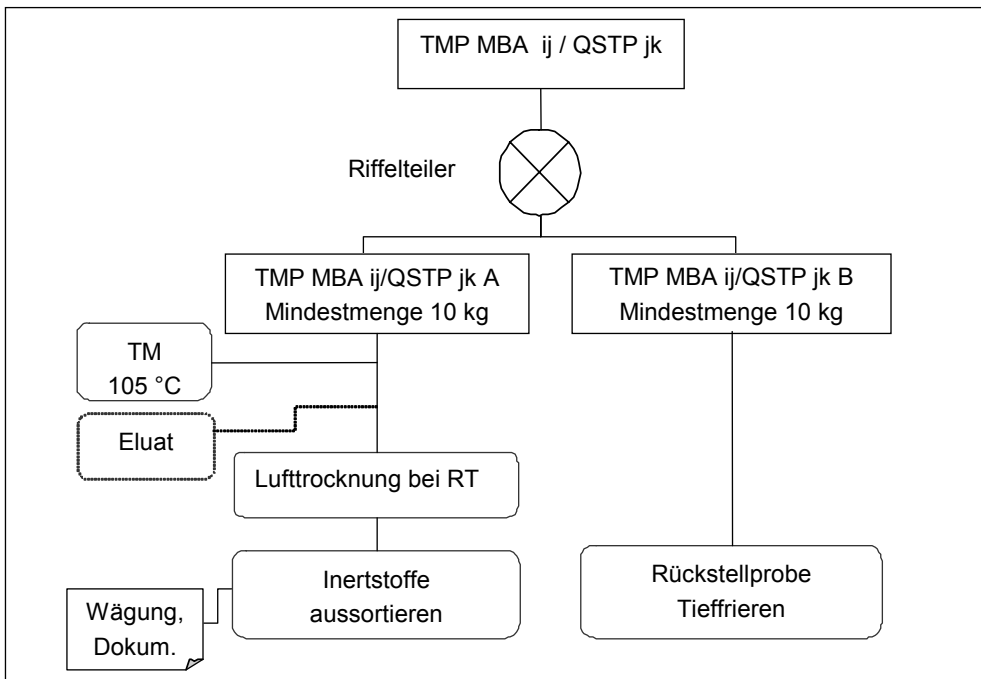 TMP MBA ij / QSTP jk
Riffelteiler
TMP MBA ij/QSTP jk A
Mindestmenge 10 kg
TMP MBA ij/QSTP jk B
Mindestmenge 10 kg
TM
105 °C
Eluat
Lufttrocknung bei RT
Inertstoffe
aussortieren
Rückstellprobe
Tieffrieren
Wägung,
Dokum.